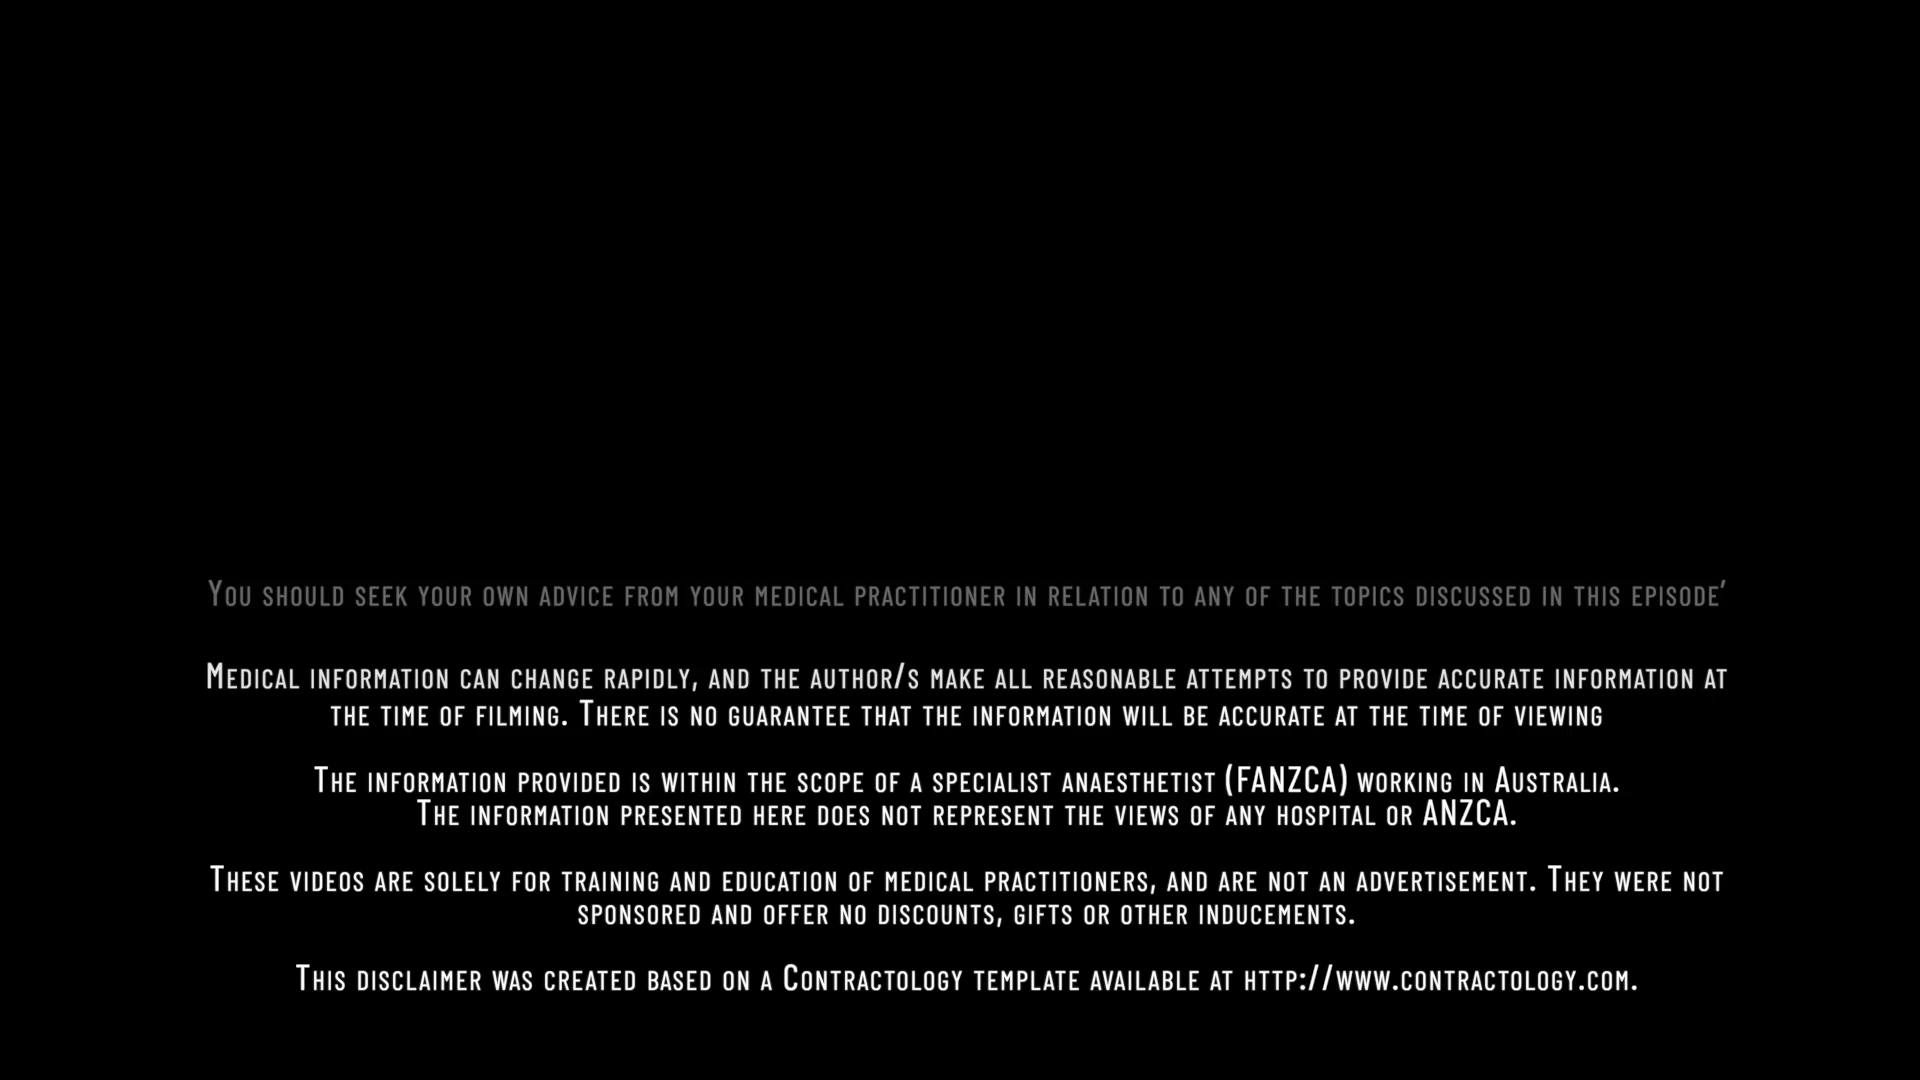 You should seek your own advice from your medical practitioner in relation to any of the topics discussed in this episode’
Medical information can change rapidly, and the author/s make all reasonable attempts to provide accurate information at
the time of filming. There is no guarantee that the information will be accurate at the time of viewing
The information provided is within the scope of a specialist anaesthetist (FANZCA) working in Australia.
The information presented here does not represent the views of any hospital or ANZCA.
These videos are solely for training and education of medical practitioners, and are not an advertisement. They were not
sponsored and offer no discounts, gifts or other inducements.
This disclaimer was created based on a Contractology template available at http://www.contractology.com.